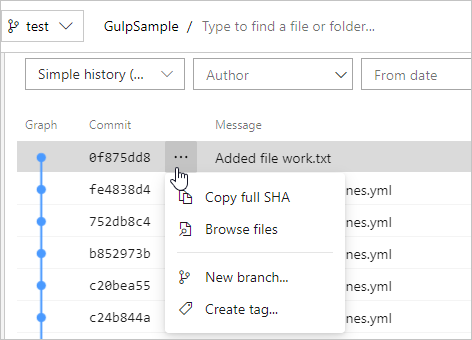 test GulpSample / Type to find a file or folder...
Simple history (... Author From date
Graph Commit Message
0f875dd8 ... Added file work.txt
fe4838d4 nes.yml
Copy full SHA
752db8c4 nes.yml
Browse files
b852973b nes.yml
New branch...
c20bea55 nes.yml
Create tag...
c24b844a nes.yml